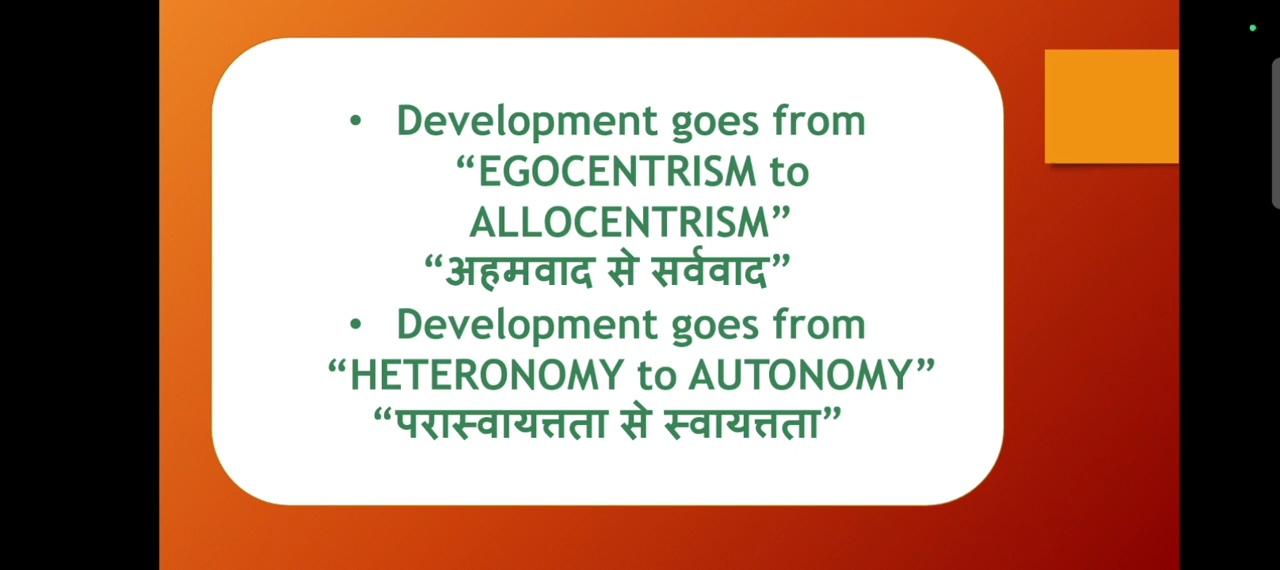 • Development goes from
“EGOCENTRISM to
ALLOCENTRISM”
“अहमवाद से सर्ववाद”
• Development goes from
“HETERONOMY to AUTONOMY”
“परास्वायत्तता से स्वायत्तता”